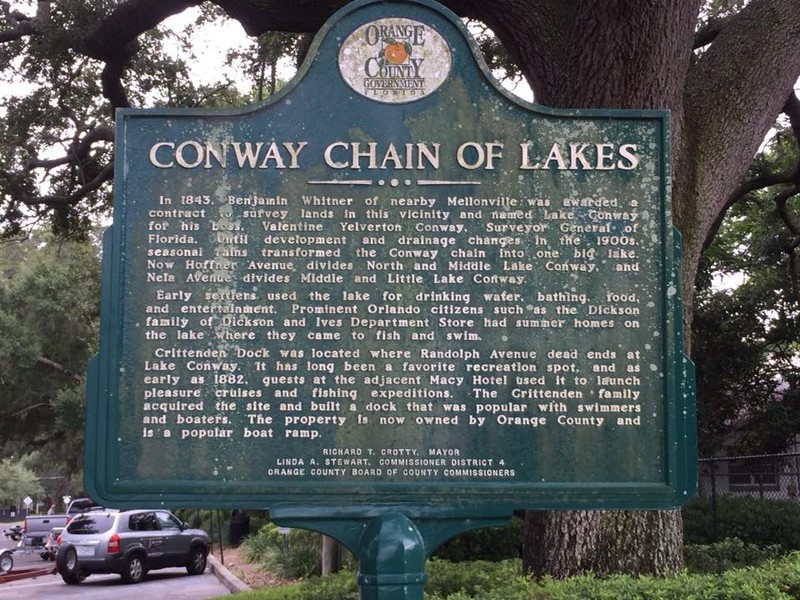 ORANGE
COUNTY
GOVERNMENT
FLORIDA
CONWAY CHAIN OF LAKES
In 1843, Benjamin Whitner of nearby Mellonville was awarded a
contract to survey lands in this vicinity and named Lake Conway
for his boss, Valentine Yelverton Conway, Surveyor General of
Florida. Until development and drainage changes in the 1900s,
seasonal rains transformed the Conway chain into one big lake.
Now Hoffner Avenue divides North and Middle Lake Conway, and
Nela Avenue divides Middle and Little Lake Conway.
Early settlers used the lake for drinking water, bathing, food,
and entertainment. Prominent Orlando citizens such as the Dickson
family of Dickson and Ives Department Store had summer homes on
the lake where they came to fish and swim.
Crittenden Dock was located where Randolph Avenue dead ends at
Lake Conway. It has long been a favorite recreation spot, and as
early as 1882, guests at the adjacent Macy Hotel used it to launch
pleasure cruises and fishing expeditions. The Crittenden family
acquired the site and built a dock that was popular with swimmers
and boaters. The property is now owned by Orange County and
is a popular boat ramp.
RICHARD T. CROTTY, MAYOR
LINDA A. STEWART, COMMISSIONER DISTRICT 4
ORANGE COUNTY BOARD OF COUNTY COMMISSIONERS